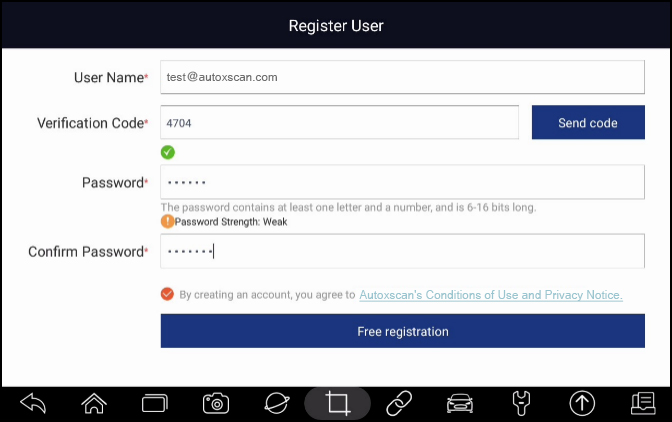 Register User
User Name* test@autoxscan.com
Verification Code* 4704 Send code
Password* ••••••
The password contains at least one letter and a number, and is 6-16 bits long.
Password Strength: Weak
Confirm Password* •••••••
By creating an account, you agree to Autoxscan's Conditions of Use and Privacy Notice.
Free registration